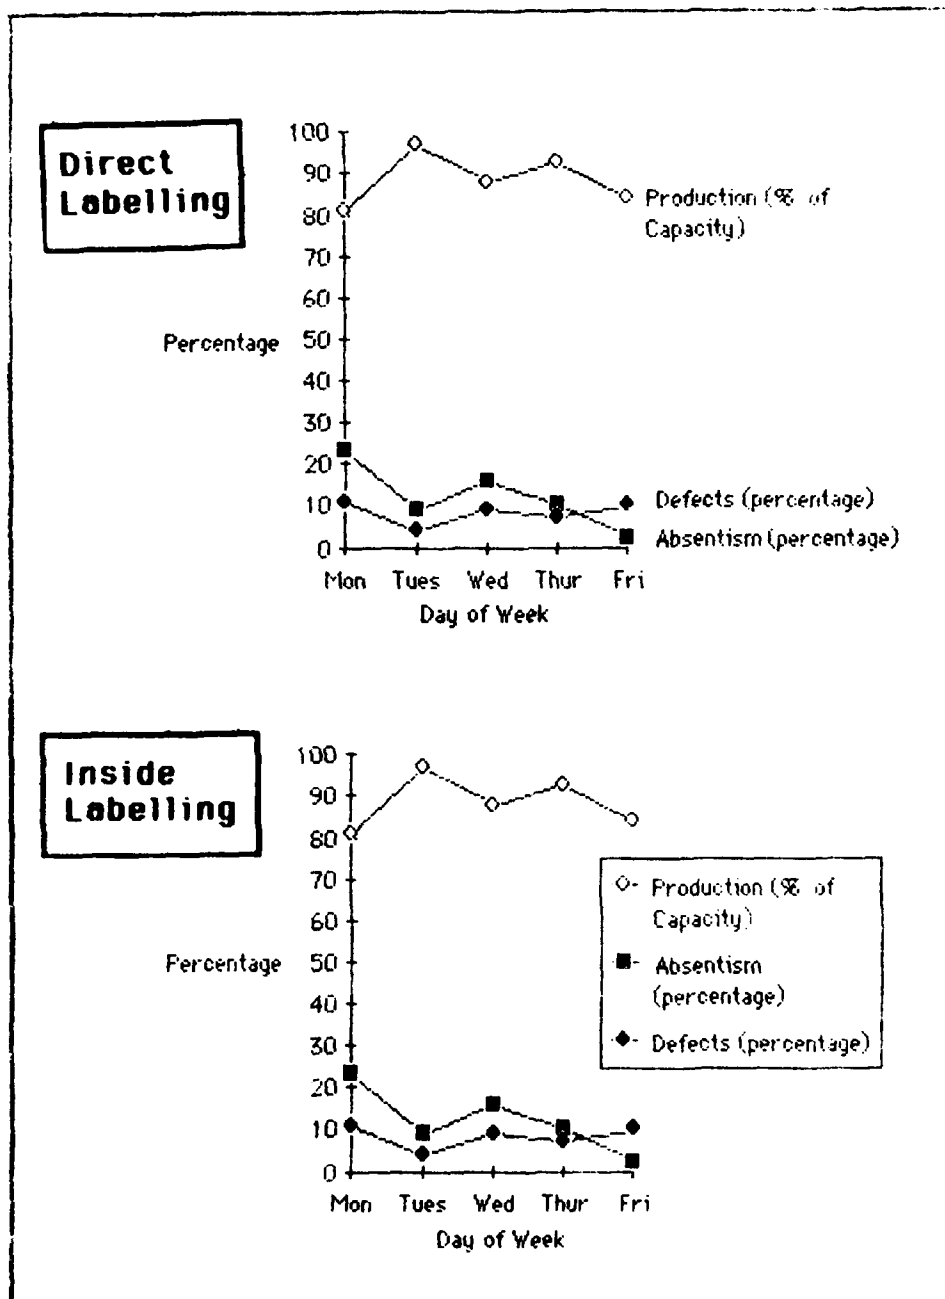 Direct
Labelling
100
90
80
70
60
50
40
30
20
10
0
Percentage
Production (% of
Capacity)
Defects (percentage)
Absentism (percentage)
Mon Tues Wed Thur Fri
Day of Week
Inside
Labelling
100
90
80
70
60
50
40
30
20
10
0
Percentage
Production (% of
Capacity)
Absentism
(percentage)
Defects (percentage)
Mon Tues Wed Thur Fri
Day of Week